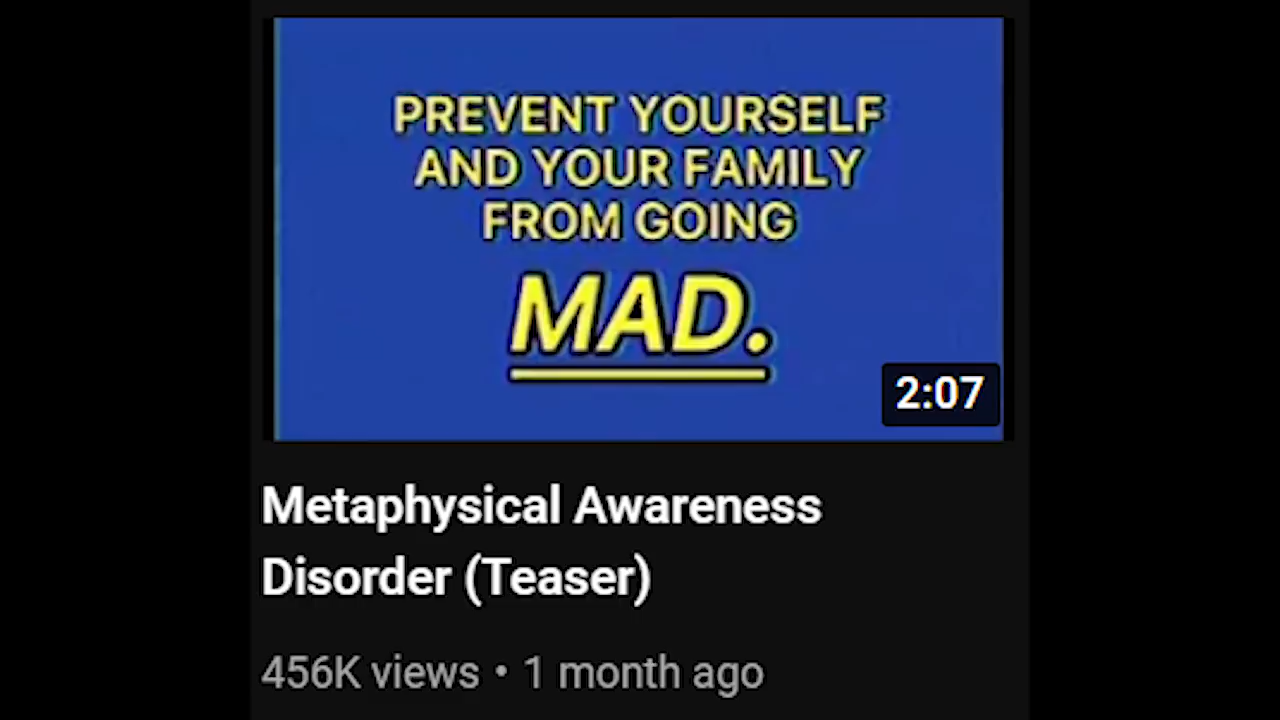 PREVENT YOURSELF
AND YOUR FAMILY
FROM GOING
MAD.
2:07
Metaphysical Awareness
Disorder (Teaser)
456K views • 1 month ago